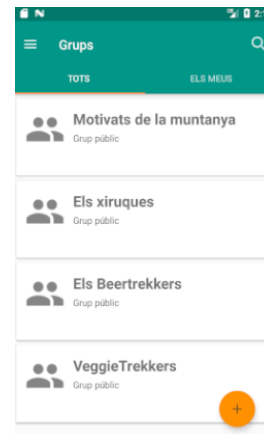 Grups
TOTS ELS MEUS
Motivats de la muntanya
Grup públic
Els xiruques
Grup públic
Els Beertrekkers
Grup públic
VeggieTrekkers
Grup públic
+